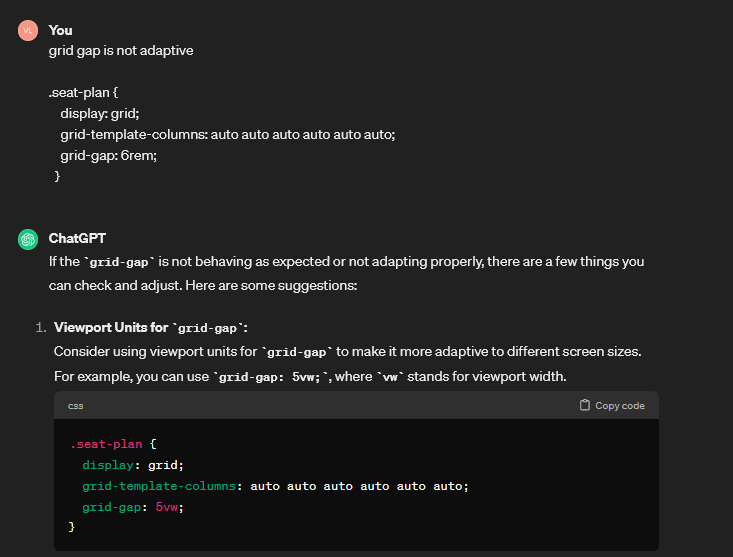 VL
You
grid gap is not adaptive
.seat-plan {
display: grid;
grid-template-columns: auto auto auto auto auto auto;
grid-gap: 6rem;
}
ChatGPT
If the `grid-gap` is not behaving as expected or not adapting properly, there are a few things you
can check and adjust. Here are some suggestions:
1. Viewport Units for `grid-gap`:
Consider using viewport units for `grid-gap` to make it more adaptive to different screen sizes.
For example, you can use `grid-gap: 5vw;`, where `vw` stands for viewport width.
css Copy code
.seat-plan {
display: grid;
grid-template-columns: auto auto auto auto auto auto;
grid-gap: 5vw;
}